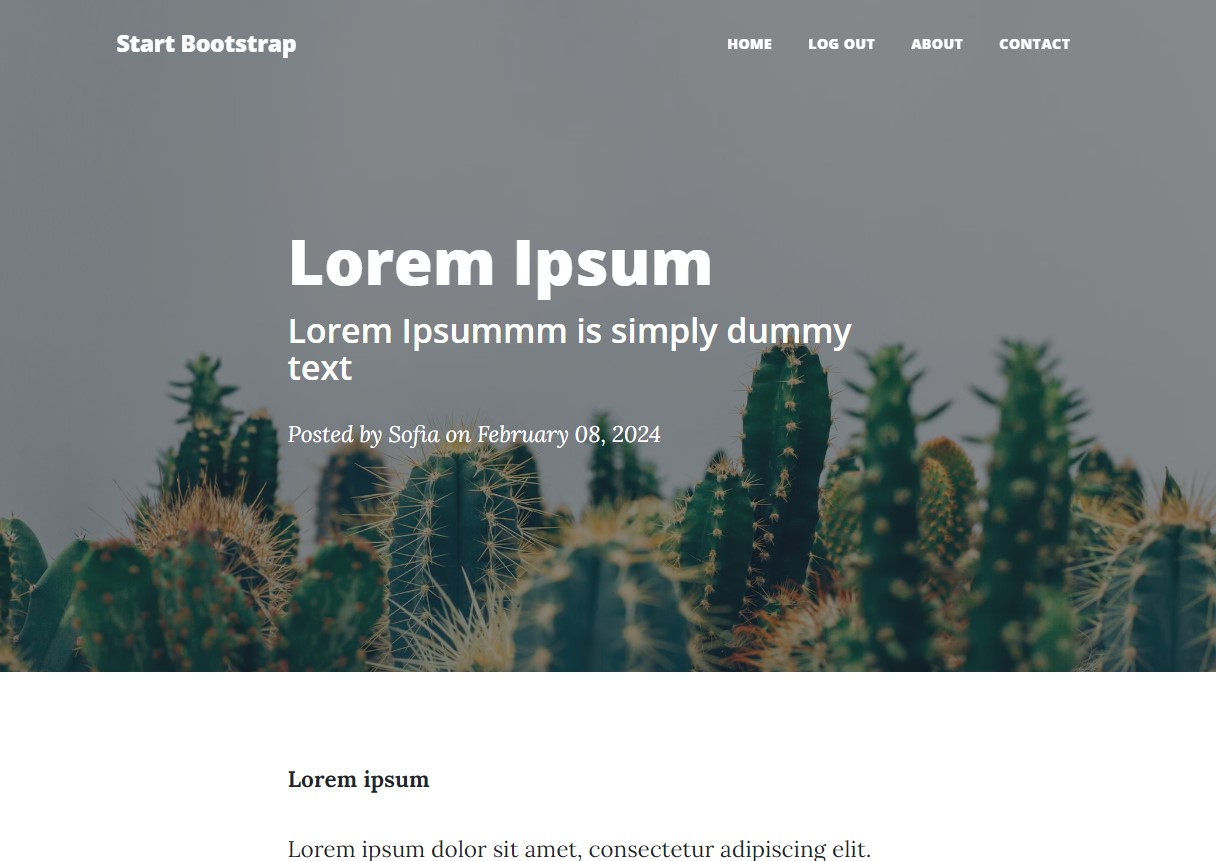 Start Bootstrap HOME LOG OUT ABOUT CONTACT
Lorem Ipsum
Lorem Ipsummm is simply dummy
text
Posted by Sofia on February 08, 2024
Lorem ipsum
Lorem ipsum dolor sit amet, consectetur adipiscing elit.